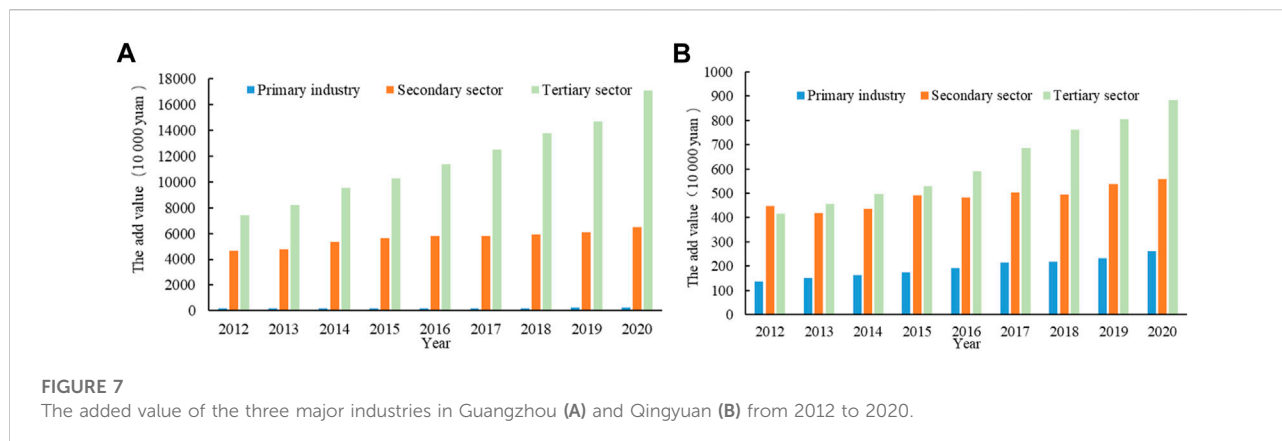 A
18000
16000
14000
12000
10000
8000
6000
4000
2000
0
The add value (10 000 yuan)
Primary industry Secondary sector Tertiary sector
2012 2013 2014 2015 2016 2017 2018 2019 2020
Year
B
1000
900
800
700
600
500
400
300
200
100
0
The add value (10 000 yuan)
Primary industry Secondary sector Tertiary sector
2012 2013 2014 2015 2016 2017 2018 2019 2020
Year
FIGURE 7
The added value of the three major industries in Guangzhou (A) and Qingyuan (B) from 2012 to 2020.